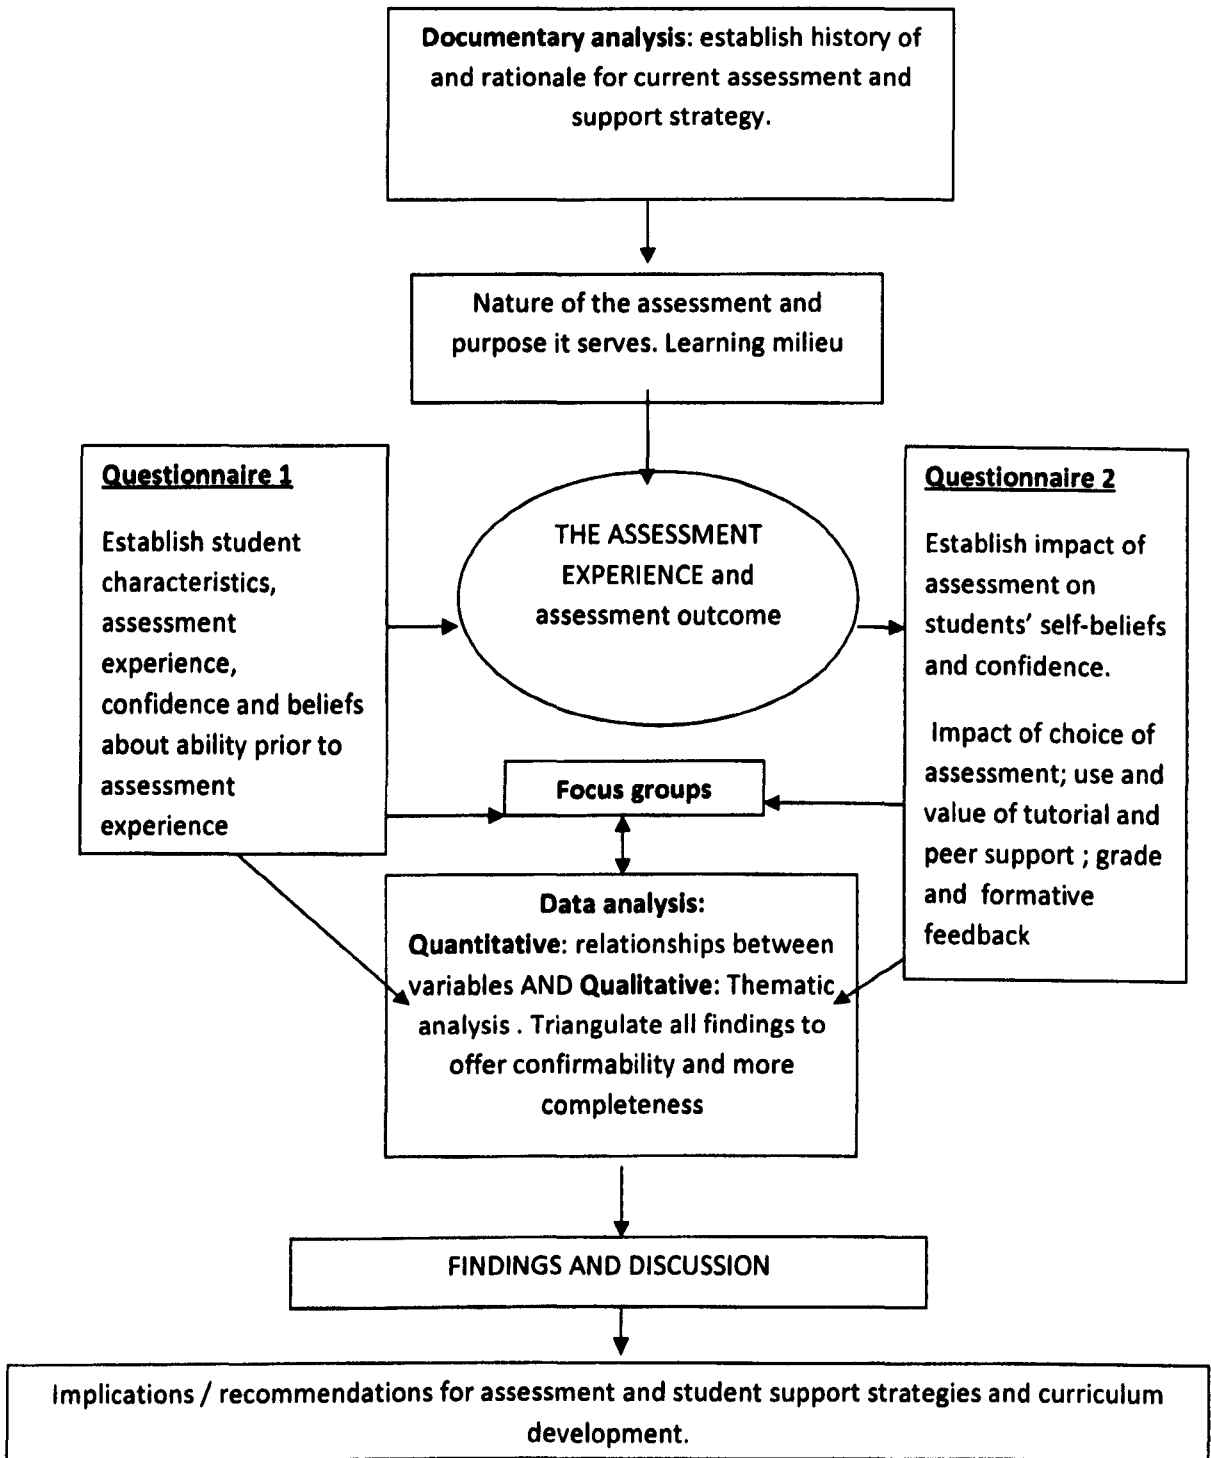 Documentary analysis: establish history of
and rationale for current assessment and
support strategy.
Nature of the assessment and
purpose it serves. Learning milieu
Questionnaire 1
Establish student
characteristics,
assessment
experience,
confidence and beliefs
about ability prior to
assessment
experience
THE ASSESSMENT
EXPERIENCE and
assessment outcome
Questionnaire 2
Establish impact of
assessment on
students’ self-beliefs
and confidence.
Impact of choice of
assessment; use and
value of tutorial and
peer support ; grade
and formative
feedback
Focus groups
Data analysis:
Quantitative: relationships between
variables AND Qualitative: Thematic
analysis . Triangulate all findings to
offer confirmability and more
completeness
FINDINGS AND DISCUSSION
Implications / recommendations for assessment and student support strategies and curriculum
development.